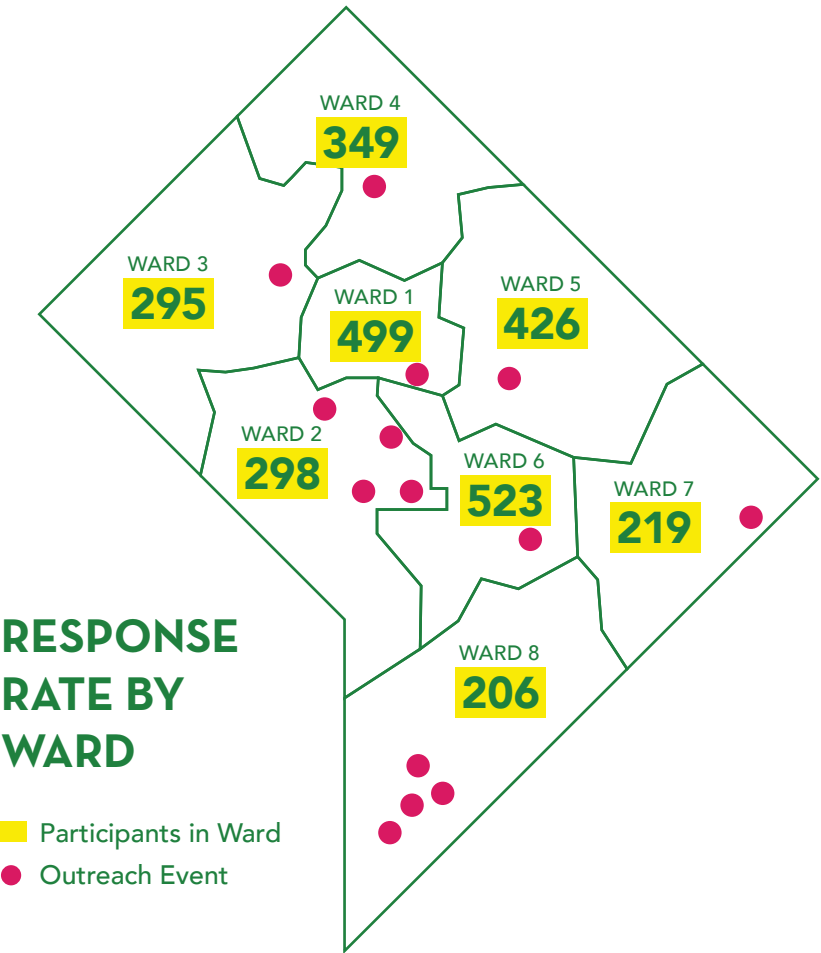 WARD 4
349
WARD 3
295
WARD 1
499
WARD 5
426
WARD 2
298
WARD 6
523
WARD 7
219
WARD 8
206
RESPONSE
RATE BY
WARD
Participants in Ward
Outreach Event